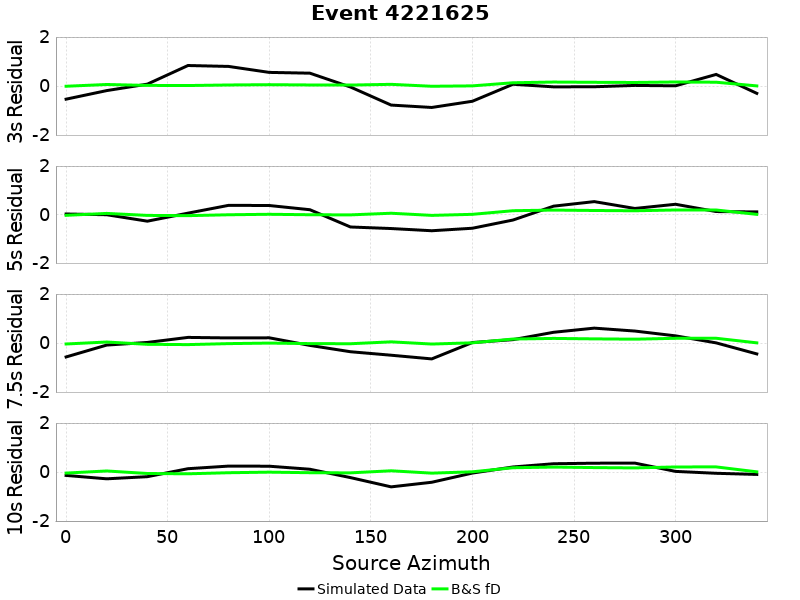 Event 4221625
3s Residual
2
0
-2
5s Residual
2
0
-2
7.5s Residual
2
0
-2
10s Residual
2
0
-2
0 50 100 150 200 250 300
Source Azimuth
Simulated Data B&S fD